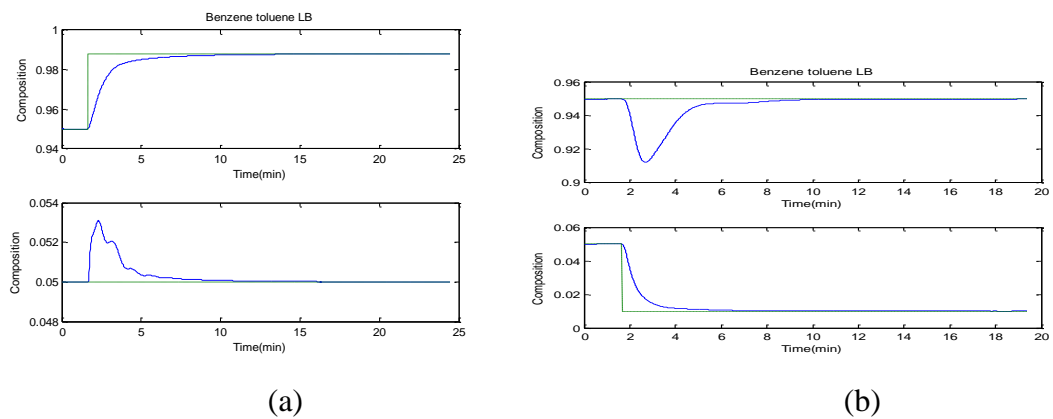 Benzene toluene LB
1
0.98
0.96
0.94
Composition
0 5 10 15 20 25
Time(min)
0.054
0.052
0.05
0.048
Composition
0 5 10 15 20 25
Time(min)
(a)
Benzene toluene LB
0.96
0.94
0.92
0.9
Composition
0 2 4 6 8 10 12 14 16 18 20
Time(min)
0.06
0.04
0.02
0
Composition
0 2 4 6 8 10 12 14 16 18 20
Time(min)
(b)